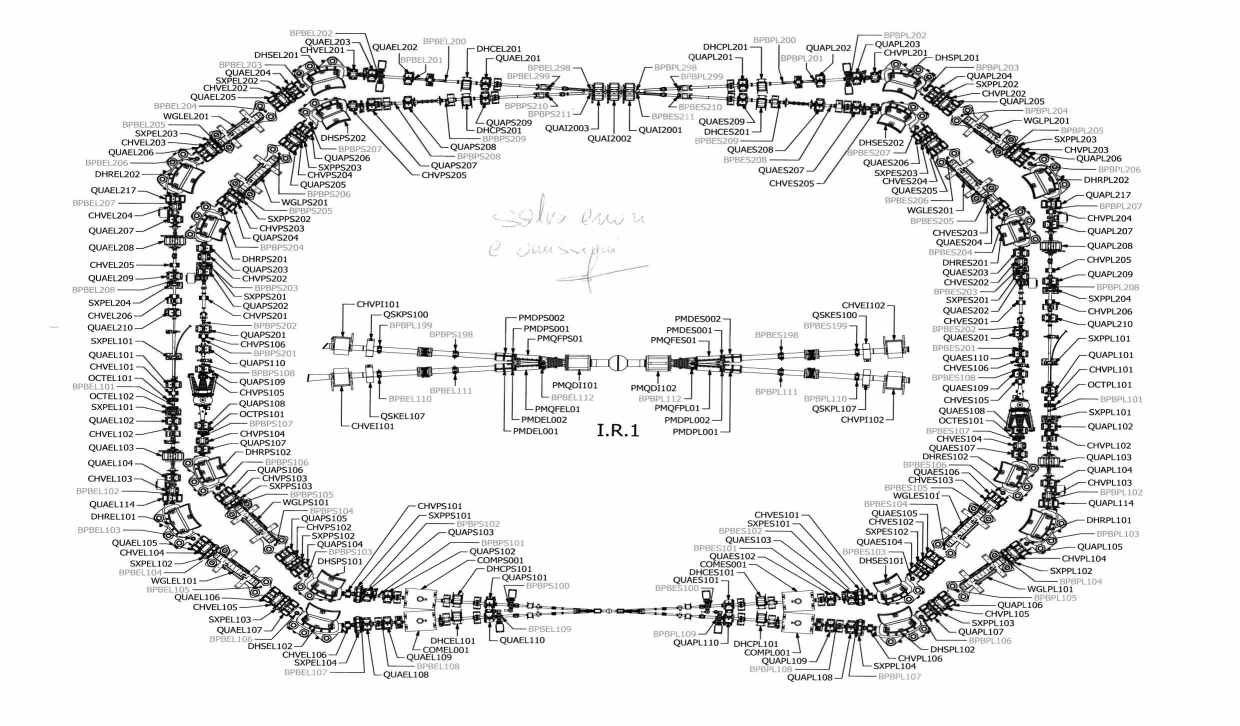 BPBEL202
QUAEL203
CHVEL201
DHSEL201
BPBEL203
QUAEL204
SXPEL202
CHVEL202
QUAEL205
BPBEL204
WGLEL201
BPBEL205
SXPEL203
CHVEL203
QUAEL206
BPBEL206
DHREL202
QUAEL217
BPBEL207
CHVEL204
QUAEL207
QUAEL208
CHVEL205
QUAEL209
BPBEL208
SXPEL204
CHVEL206
QUAEL210
SXPEL101
QUAEL101
CHVEL101
OCTEL101
BPBEL101
OCTEL102
SXPEL101
QUAEL102
CHVEL102
QUAEL103
QUAEL104
CHVEL103
BPBEL102
QUAEL114
DHREL101
BPBEL103
QUAEL105
CHVEL104
SXPEL102
BPBEL104
WGLEL101
BPBEL105
QUAEL106
CHVEL105
SXPEL103
QUAEL107
BPBEL106
DHSEL102
CHVEL106
SXPEL104
BPBEL107
QUAEL202
BPBEL200
BPBEL201
DHCEL201
QUAEL201
BPBEL298
BPBEL299
BPBPS210
BPBPS211
QUAPS209
DHCPS201
BPBPS209
QUAPS208
BPBPS208
QUAPS207
CHVPS205
DHSPS202
BPBPS207
QUAPS206
SXPPS203
CHVPS204
QUAPS205
BPBPS206
WGLPS201
BPBPS205
SXPPS202
CHVPS203
QUAPS204
BPBPS204
DHRPS201
QUAPS203
CHVPS202
BPBPS203
SXPPS201
QUAPS202
CHVPS201
BPBPS202
QUAPS201
CHVPS106
BPBPS201
QUAPS110
BPBPS108
QUAPS109
CHVPS105
QUAPS108
OCTPS101
BPBPS107
CHVPS104
QUAPS107
DHRPS102
BPBPS106
QUAPS106
CHVPS103
SXPPS103
BPBPS105
WGLPS101
BPBPS104
QUAPS105
CHVPS102
SXPPS102
QUAPS104
BPBPS103
DHSPS101
CHVPS101
SXPPS101
BPBPS102
QUAPS103
BPBPS101
QUAPS102
COMPS001
DHCPS101
QUAPS101
BPBPS100
BPBEL109
QUAEL110
DHCEL101
COMEL001
QUAEL109
BPBEL108
QUAEL108
QUAI2003
QUAI2002
QUAI2001
salvo errori
e omissioni
CHVPI101
QSKPS100
BPBPL199
BPBPS198
PMDPS002
PMDPS001
PMQFPS01
PMDES002
PMDES001
PMQFES01
BPBES198
BPBES199
QSKES100
CHVEI102
CHVEI101
QSKEL107
BPBEL110
BPBEL111
PMDEL001
PMDEL002
PMQFEL01
BPBEL112
PMQDI101
PMQDI102
BPBPL112
PMQFPL01
PMDPL002
PMDPL001
BPBPL111
BPBPL110
QSKPL107
CHVPI102
I.R.1
BPBPL298
BPBPL299
BPBES210
BPBES211
DHCPL201
QUAPL201
BPBPL200
BPBPL201
QUAPL202
BPBPL202
QUAPL203
CHVPL201
DHSPL201
BPBPL203
QUAPL204
SXPPL202
CHVPL202
QUAPL205
BPBPL204
WGLPL201
BPBPL205
SXPPL203
CHVPL203
QUAPL206
BPBPL206
DHRPL202
QUAPL217
BPBPL207
CHVPL204
QUAPL207
QUAPL208
CHVPL205
QUAPL209
BPBPL208
SXPPL204
CHVPL206
QUAPL210
SXPPL101
QUAPL101
CHVPL101
OCTPL101
BPBPL101
SXPPL101
QUAPL102
CHVPL102
QUAPL103
QUAPL104
CHVPL103
BPBPL102
QUAPL114
DHRPL101
BPBPL103
QUAPL105
CHVPL104
SXPPL102
BPBPL104
WGLPL101
BPBPL105
QUAPL106
CHVPL105
SXPPL103
QUAPL107
BPBPL106
DHSPL102
CHVPL106
SXPPL104
BPBPL107
QUAES209
DHCES201
BPBES209
QUAES208
BPBES208
QUAES207
CHVES205
DHSES202
BPBES207
QUAES206
SXPES203
CHVES204
QUAES205
BPBES206
WGLES201
BPBES205
CHVES203
QUAES204
BPBES204
DHRES201
QUAES203
CHVES202
BPBES203
SXPES201
QUAES202
CHVES201
BPBES202
QUAES201
BPBES201
QUAES110
CHVES106
BPBES108
QUAES109
CHVES105
QUAES108
OCTES101
BPBES107
CHVES104
QUAES107
DHRES102
BPBES106
QUAES106
CHVES103
BPBES105
WGLES101
BPBES104
QUAES105
CHVES102
SXPES102
QUAES104
BPBES103
DHSES101
CHVES101
SXPES101
BPBES102
QUAES103
BPBES101
QUAES102
COMES001
DHCES101
QUAES101
BPBES100
BPBPL109
QUAPL110
DHCPL101
COMPL001
QUAPL109
BPBPL108
QUAPL108